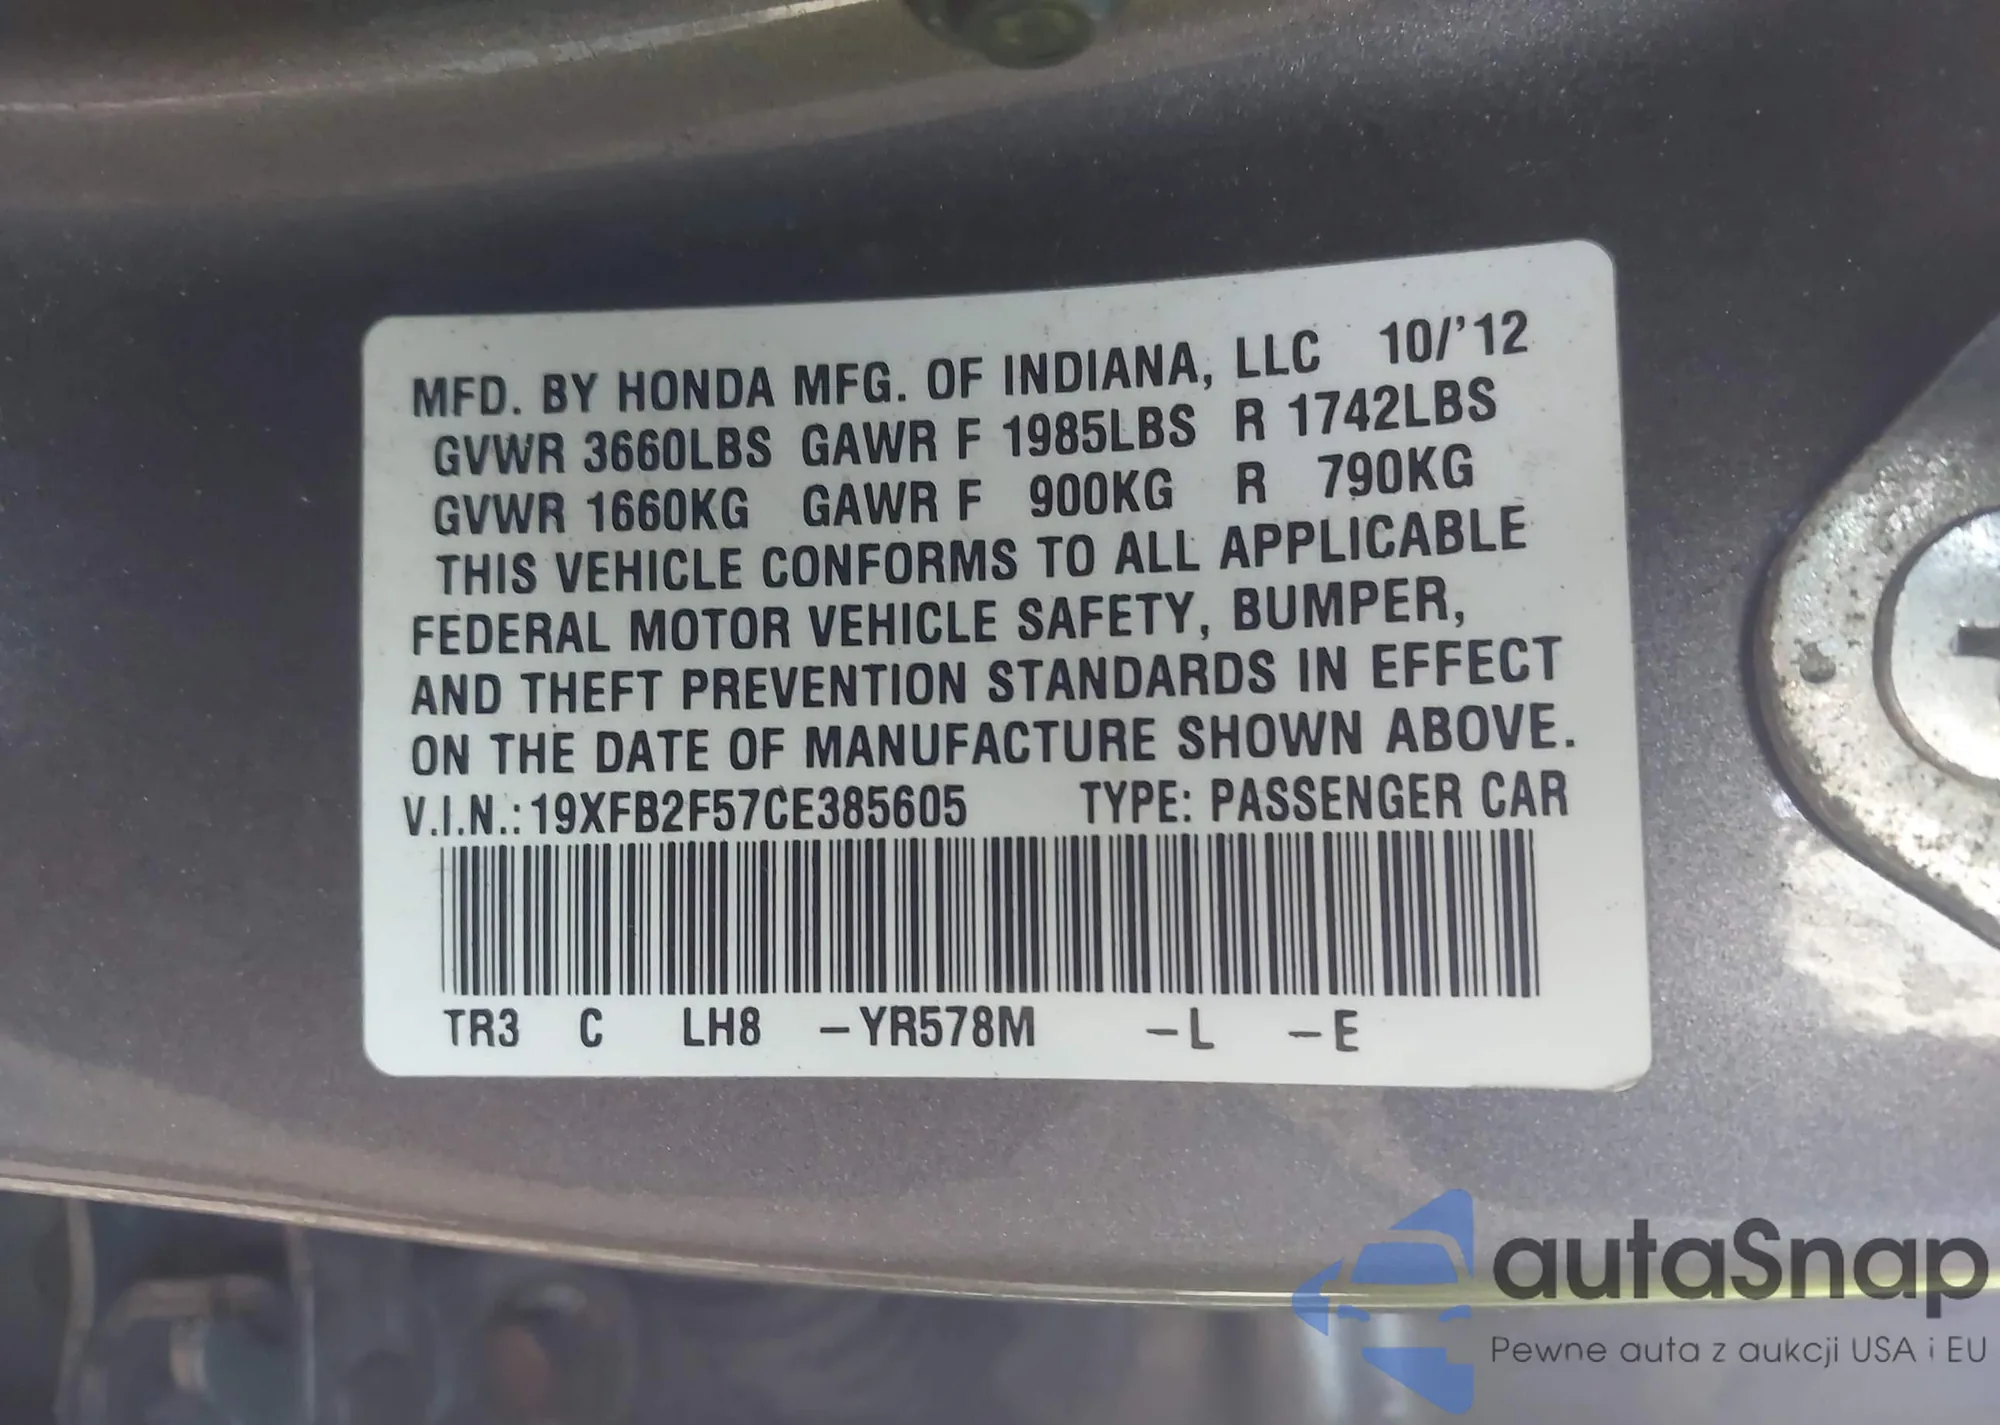 MFD. BY HONDA MFG. OF INDIANA, LLC 10/'12
GVWR 3660LBS GAWR F 1985LBS R 1742LBS
GVWR 1660KG GAWR F 900KG R 790KG
THIS VEHICLE CONFORMS TO ALL APPLICABLE
FEDERAL MOTOR VEHICLE SAFETY, BUMPER,
AND THEFT PREVENTION STANDARDS IN EFFECT
ON THE DATE OF MANUFACTURE SHOWN ABOVE.
V.I.N.: 19XFB2F57CE385605 TYPE: PASSENGER CAR
TR3 C LH8 –YR578M –L –E
autaSnap
Pewne auta z aukcji USA i EU